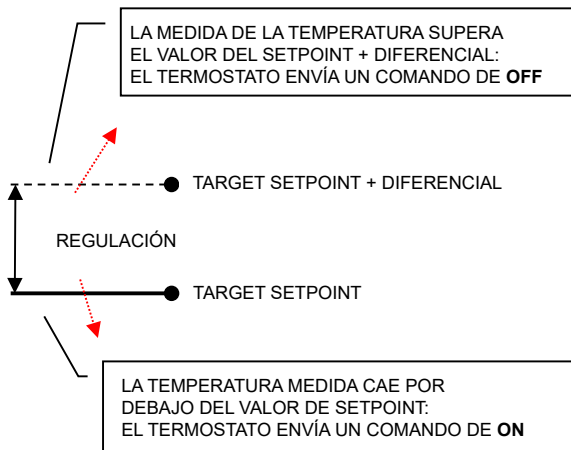 LA MEDIDA DE LA TEMPERATURA SUPERA
EL VALOR DEL SETPOINT + DIFERENCIAL:
EL TERMOSTATO ENVÍA UN COMANDO DE OFF
TARGET SETPOINT + DIFERENCIAL
REGULACIÓN
TARGET SETPOINT
LA TEMPERATURA MEDIDA CAE POR
DEBAJO DEL VALOR DE SETPOINT:
EL TERMOSTATO ENVÍA UN COMANDO DE ON